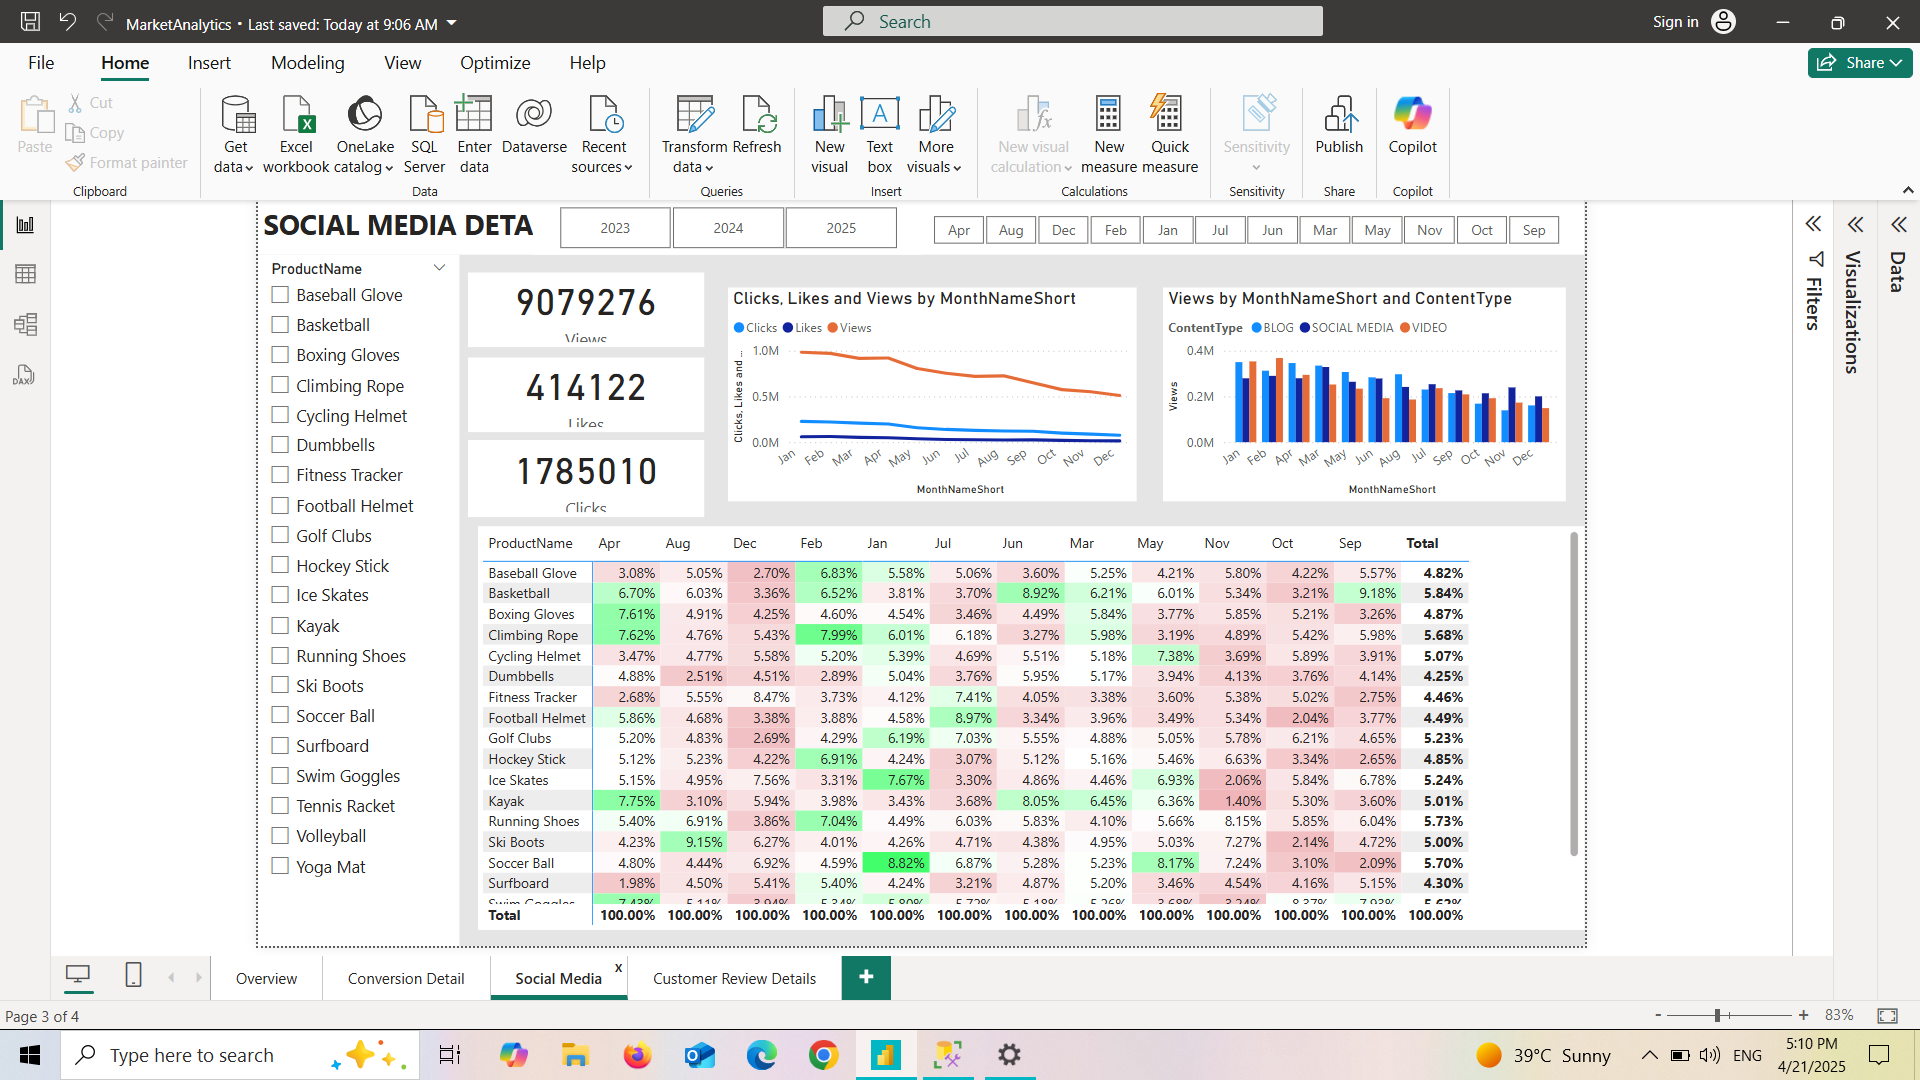 MarketAnalytics • Last saved: Today at 9:06 AM
Search
Sign in
File Home Insert Modeling View Optimize Help
Share
Paste
Cut
Copy
Format painter
Clipboard
Get data
Excel workbook
OneLake catalog
SQL Server
Enter data
Dataverse
Recent sources
Data
Transform data
Refresh
Queries
New visual
Text box
More visuals
Insert
New visual calculation
New measure
Quick measure
Calculations
Sensitivity
Sensitivity
Publish
Share
Copilot
Copilot
SOCIAL MEDIA DETA
2023 2024 2025
Apr Aug Dec Feb Jan Jul Jun Mar May Nov Oct Sep
ProductName
Baseball Glove
Basketball
Boxing Gloves
Climbing Rope
Cycling Helmet
Dumbbells
Fitness Tracker
Football Helmet
Golf Clubs
Hockey Stick
Ice Skates
Kayak
Running Shoes
Ski Boots
Soccer Ball
Surfboard
Swim Goggles
Tennis Racket
Volleyball
Yoga Mat
9079276
Views
414122
Likes
1785010
Clicks
Clicks, Likes and Views by MonthNameShort
Clicks Likes Views
Clicks, Likes and ...
1.0M
0.5M
0.0M
Jan Feb Mar Apr May Jun Jul Aug Sep Oct Nov Dec
MonthNameShort
Views by MonthNameShort and ContentType
ContentType BLOG SOCIAL MEDIA VIDEO
Views
0.4M
0.2M
0.0M
Jan Feb Apr Mar May Jun Aug Jul Sep Oct Nov Dec
MonthNameShort
ProductName Apr Aug Dec Feb Jan Jul Jun Mar May Nov Oct Sep Total
Baseball Glove 3.08% 5.05% 2.70% 6.83% 5.58% 5.06% 3.60% 5.25% 4.21% 5.80% 4.22% 5.57% 4.82%
Basketball 6.70% 6.03% 3.36% 6.52% 3.81% 3.70% 8.92% 6.21% 6.01% 5.34% 3.21% 9.18% 5.84%
Boxing Gloves 7.61% 4.91% 4.25% 4.60% 4.54% 3.46% 4.49% 5.84% 3.77% 5.85% 5.21% 3.26% 4.87%
Climbing Rope 7.62% 4.76% 5.43% 7.99% 6.01% 6.18% 3.27% 5.98% 3.19% 4.89% 5.42% 5.98% 5.68%
Cycling Helmet 3.47% 4.77% 5.58% 5.20% 5.39% 4.69% 5.51% 5.18% 7.38% 3.69% 5.89% 3.91% 5.07%
Dumbbells 4.88% 2.51% 4.51% 2.89% 5.04% 3.76% 5.95% 5.17% 3.94% 4.13% 3.76% 4.14% 4.25%
Fitness Tracker 2.68% 5.55% 8.47% 3.73% 4.12% 7.41% 4.05% 3.38% 3.60% 5.38% 5.02% 2.75% 4.46%
Football Helmet 5.86% 4.68% 3.38% 3.88% 4.58% 8.97% 3.34% 3.96% 3.49% 5.34% 2.04% 3.77% 4.49%
Golf Clubs 5.20% 4.83% 2.69% 4.29% 6.19% 7.03% 5.55% 4.88% 5.05% 5.78% 6.21% 4.65% 5.23%
Hockey Stick 5.12% 5.23% 4.22% 6.91% 4.24% 3.07% 5.12% 5.16% 5.46% 6.63% 3.34% 2.65% 4.85%
Ice Skates 5.15% 4.95% 7.56% 3.31% 7.67% 3.30% 4.86% 4.46% 6.93% 2.06% 5.84% 6.78% 5.24%
Kayak 7.75% 3.10% 5.94% 3.98% 3.43% 3.68% 8.05% 6.45% 6.36% 1.40% 5.30% 3.60% 5.01%
Running Shoes 5.40% 6.91% 3.86% 7.04% 4.49% 6.03% 5.83% 4.10% 5.66% 8.15% 5.85% 6.04% 5.73%
Ski Boots 4.23% 9.15% 6.27% 4.01% 4.26% 4.71% 4.38% 4.95% 5.03% 7.27% 2.14% 4.72% 5.00%
Soccer Ball 4.80% 4.44% 6.92% 4.59% 8.82% 6.87% 5.28% 5.23% 8.17% 7.24% 3.10% 2.09% 5.70%
Surfboard 1.98% 4.50% 5.41% 5.40% 4.24% 3.21% 4.87% 5.20% 3.46% 4.54% 4.16% 5.15% 4.30%
Swim Goggles
Total 100.00% 100.00% 100.00% 100.00% 100.00% 100.00% 100.00% 100.00% 100.00% 100.00% 100.00% 100.00% 100.00%
Filters
Visualizations
Data
DAX
Overview Conversion Detail Social Media x Customer Review Details +
Page 3 of 4
- + 83%
Type here to search
39°C Sunny
ENG
5:10 PM
4/21/2025